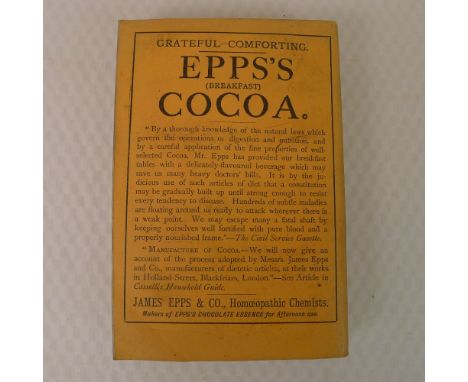 GRATEFUL—COMFORTING.
EPPS'S
(BREAKFAST)
COCOA.
"By a thorough knowledge of the natural laws which
govern the operations of digestion and nutrition, and
by a careful application of the fine properties of well-
selected Cocoa, Mr. Epps has provided our breakfast
tables with a delicately-flavoured beverage which may
save us many heavy doctors' bills. It is by the ju-
dicious use of such articles of diet that a constitution
may be gradually built up until strong enough to resist
every tendency to disease. Hundreds of subtle maladies
are floating around us ready to attack wherever there is
a weak point. We may escape many a fatal shaft by
keeping ourselves well fortified with pure blood and a
properly nourished frame."—The Civil Service Gazette.
"MANUFACTURE OF COCOA.—We will now give an
account of the process adopted by Messrs. James Epps
and Co., manufacturers of dietetic articles, at their works
in Holland-Street, Blackfriars, London."—See Article in
Cassell's Household Guide.
JAMES EPPS & CO., Homœopathic Chemists.
Makers of EPPS'S CHOCOLATE ESSENCE for Afternoon use.